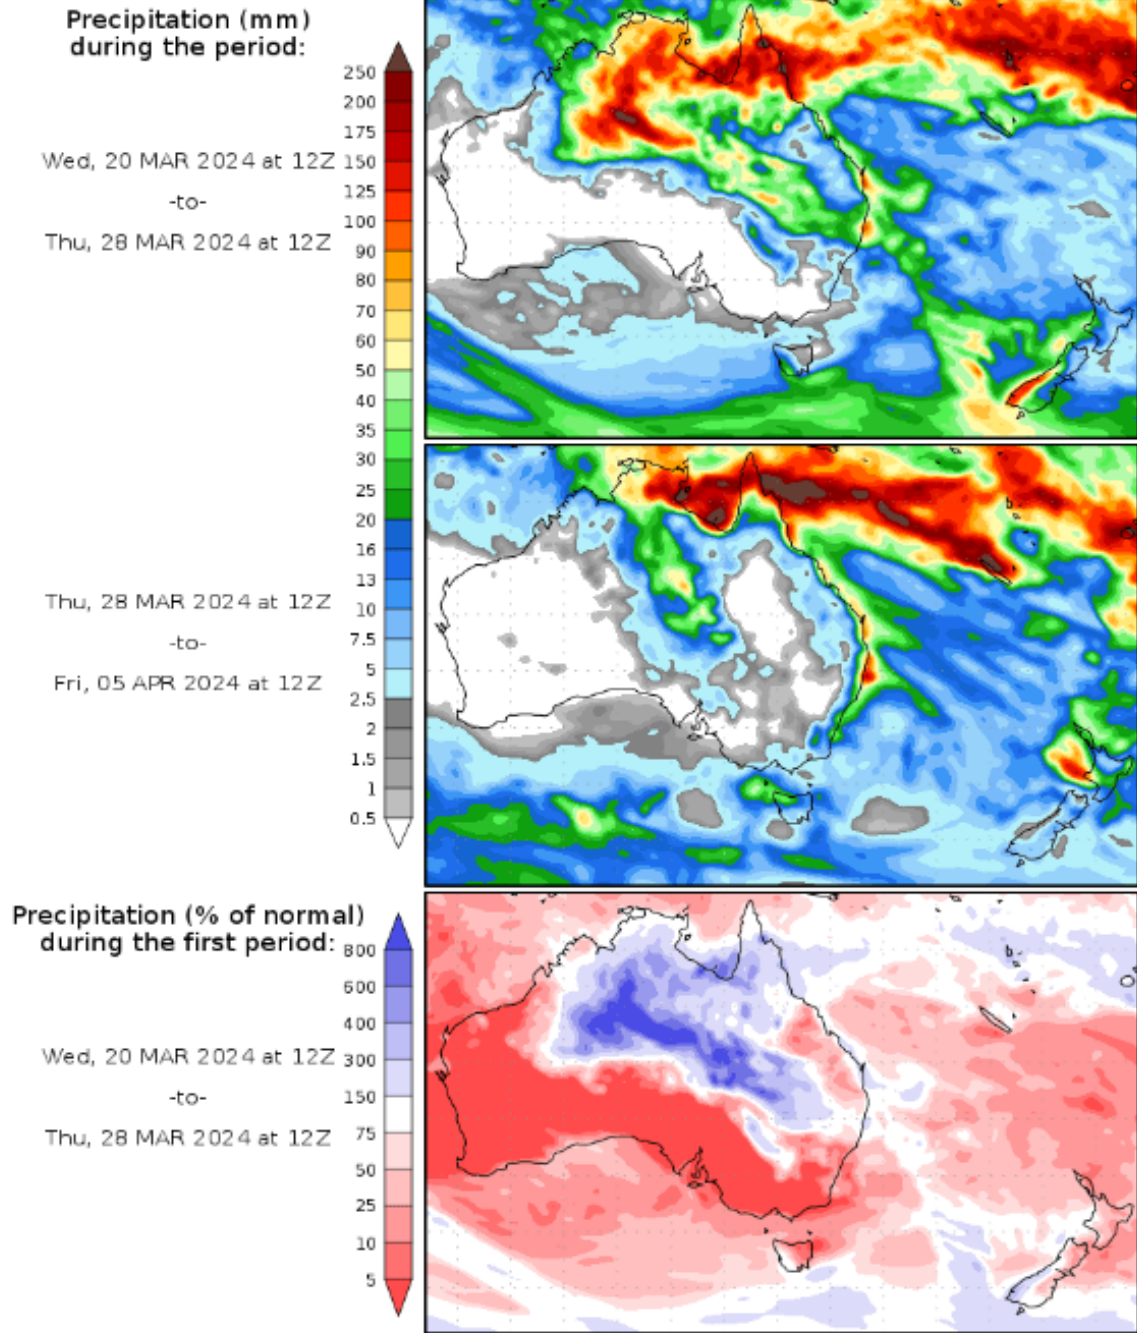 Precipitation (mm)
during the period:
250
200
175
150
125
100
90
80
70
60
50
40
35
30
25
20
16
13
10
7.5
5
2.5
2
1.5
1
0.5
Wed, 20 MAR 2024 at 12Z
-to-
Thu, 28 MAR 2024 at 12Z
Thu, 28 MAR 2024 at 12Z
-to-
Fri, 05 APR 2024 at 12Z
Precipitation (% of normal)
during the first period:
800
600
400
300
150
75
50
25
10
5
Wed, 20 MAR 2024 at 12Z
-to-
Thu, 28 MAR 2024 at 12Z